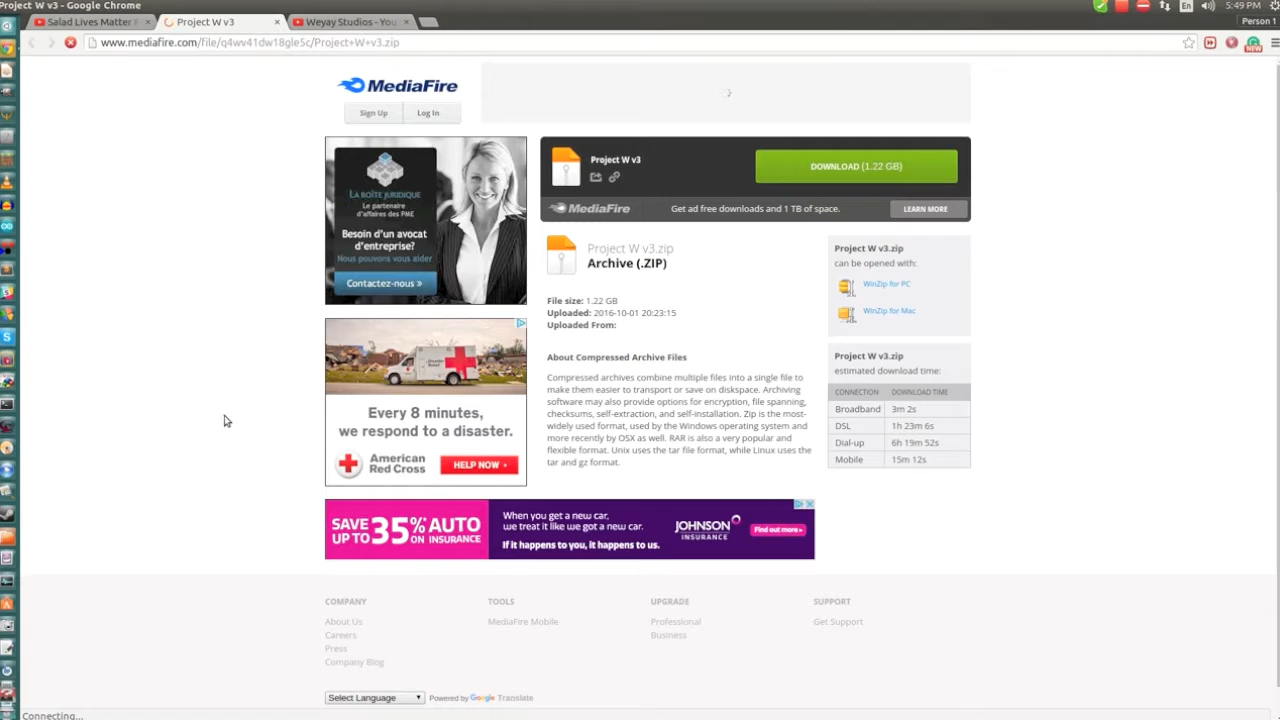 Project W v3 - Google Chrome
En
5:49 PM
Salad Lives Matter
Project W v3
Weyay Studios - You
Person 1
www.mediafire.com/file/q4wv41dw18gle5c/Project+W+v3.zip
NEW
MediaFire
Sign Up
Log In
LA BOÎTE JURIDIQUE
Le partenaire
d'affaires des PME
Besoin d'un avocat
d'entreprise?
Nous pouvons vous aider
Contactez-nous »
Project W v3
DOWNLOAD (1.22 GB)
MediaFire
Get ad free downloads and 1 TB of space.
LEARN MORE
Project W v3.zip
Archive (.ZIP)
File size: 1.22 GB
Uploaded: 2016-10-01 20:23:15
Uploaded From:
About Compressed Archive Files
Compressed archives combine multiple files into a single file to
make them easier to transport or save on diskspace. Archiving
software may also provide options for encryption, file spanning,
checksums, self-extraction, and self-installation. Zip is the most-
widely used format, used by the Windows operating system and
more recently by OSX as well. RAR is also a very popular and
flexible format. Unix uses the tar file format, while Linux uses the
tar and gz format.
Project W v3.zip
can be opened with:
WinZip for PC
WinZip for Mac
Project W v3.zip
estimated download time:
CONNECTION DOWNLOAD TIME
Broadband 3m 2s
DSL 1h 23m 6s
Dial-up 6h 19m 52s
Mobile 15m 12s
Every 8 minutes,
we respond to a disaster.
American
Red Cross
HELP NOW
SAVE UP TO 35%* AUTO ON INSURANCE
When you get a new car,
we treat it like we got a new car.
If it happens to you, it happens to us.
JOHNSON
INSURANCE
Find out more
COMPANY
About Us
Careers
Press
Company Blog
TOOLS
MediaFire Mobile
UPGRADE
Professional
Business
SUPPORT
Get Support
Select Language
Powered by Google Translate
Connecting...